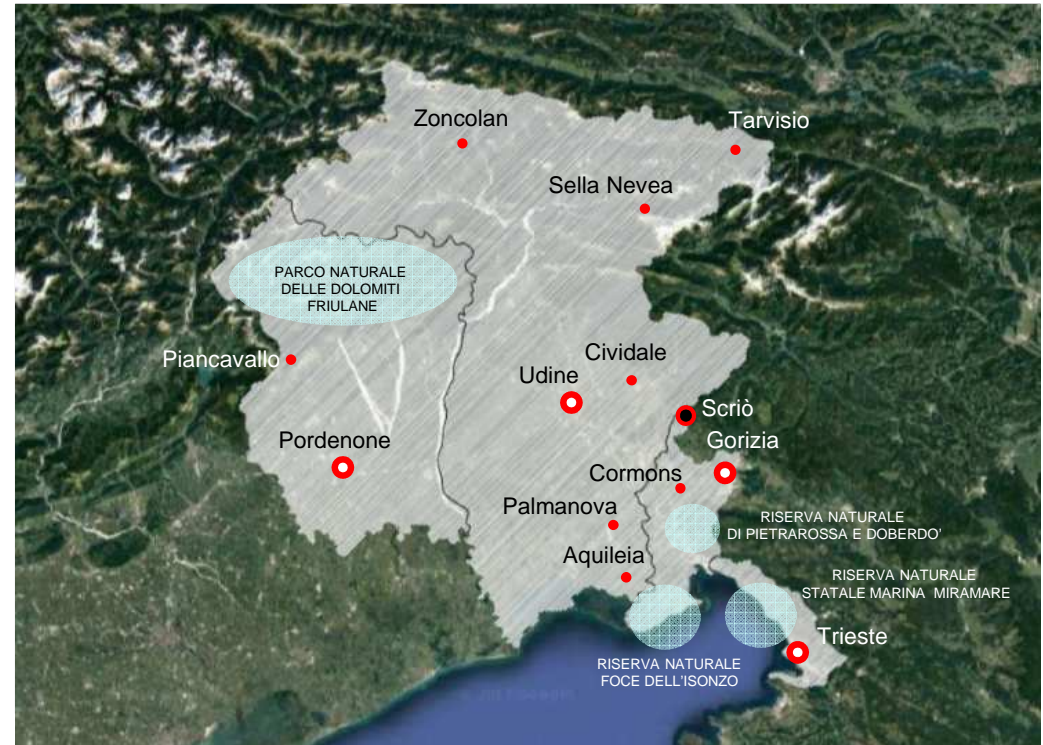 Zoncolan
Tarvisio
Sella Nevea
PARCO NATURALE
DELLE DOLOMITI
FRIULANE
Piancavallo
Cividale
Udine
Scriò
Pordenone
Gorizia
Cormons
Palmanova
RISERVA NATURALE
DI PIETRAROSSA E DOBERDO'
Aquileia
RISERVA NATURALE
STATALE MARINA MIRAMARE
Trieste
RISERVA NATURALE
FOCE DELL'ISONZO